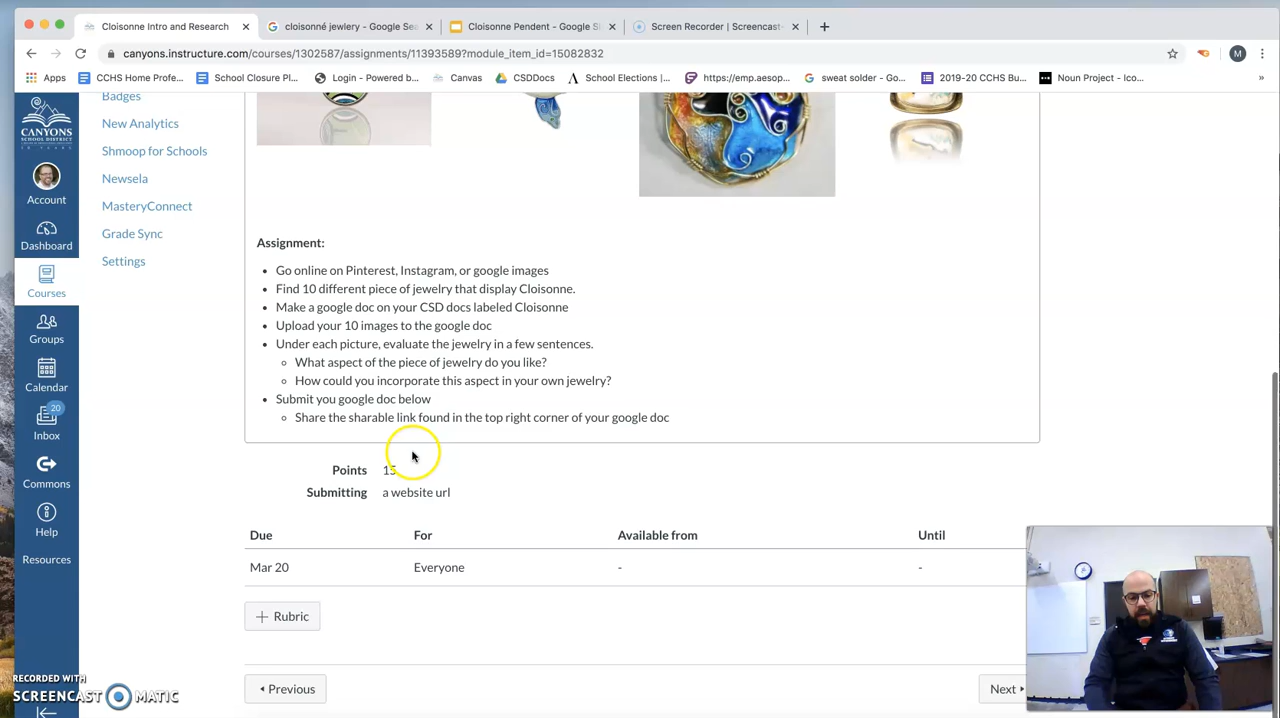 Cloisonne Intro and Research
cloisonné jewlery - Google Sea
Cloisonne Pendent - Google Sl
Screen Recorder | Screencast-
canyons.instructure.com/courses/1302587/assignments/11393589?module_item_id=15082832
M
Apps
CCHS Home Profe...
School Closure Pl...
Login - Powered b...
Canvas
CSDDocs
School Elections |...
https://emp.aesop...
sweat solder - Goo...
2019-20 CCHS Bu...
Noun Project - Ico...
»
CANYONS
SCHOOL DISTRICT
Account
Dashboard
Courses
Groups
Calendar
20
Inbox
Commons
Help
Resources
Badges
New Analytics
Shmoop for Schools
Newsela
MasteryConnect
Grade Sync
Settings
Assignment:
Go online on Pinterest, Instagram, or google images
Find 10 different piece of jewelry that display Cloisonne.
Make a google doc on your CSD docs labeled Cloisonne
Upload your 10 images to the google doc
Under each picture, evaluate the jewelry in a few sentences.
What aspect of the piece of jewelry do you like?
How could you incorporate this aspect in your own jewelry?
Submit you google doc below
Share the sharable link found in the top right corner of your google doc
Points 15
Submitting a website url
Due For Available from Until
Mar 20 Everyone - -
+ Rubric
Previous
Next
RECORDED WITH
SCREENCAST MATIC